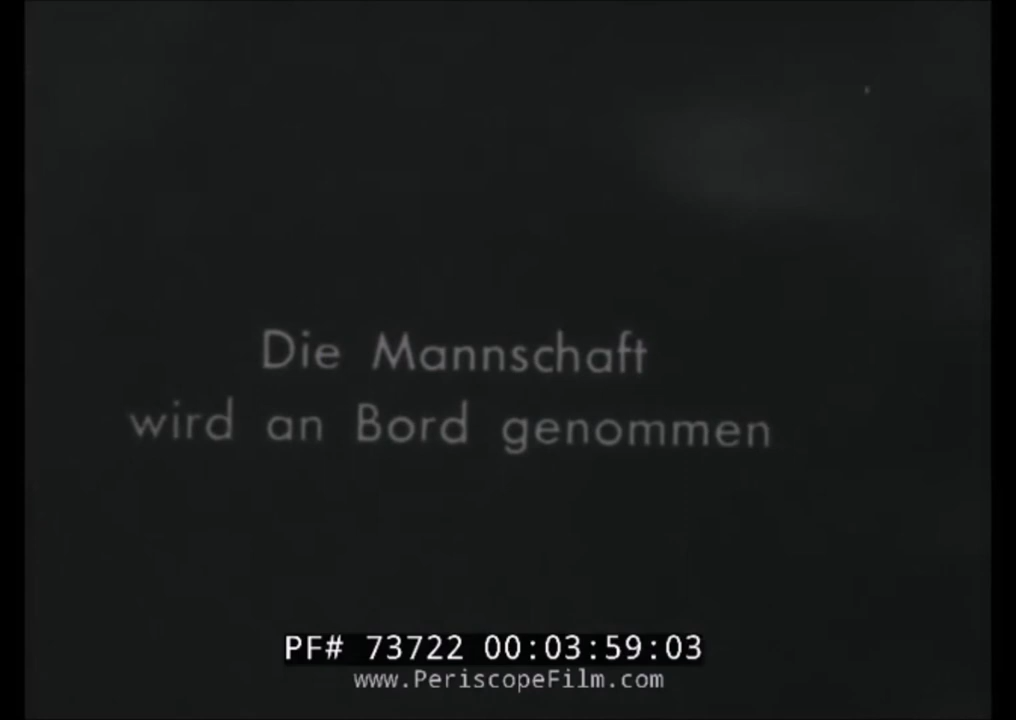 Die Mannschaft
wird an Bord genommen
PF# 73722 00:03:59:03
www.PeriscopeFilm.com